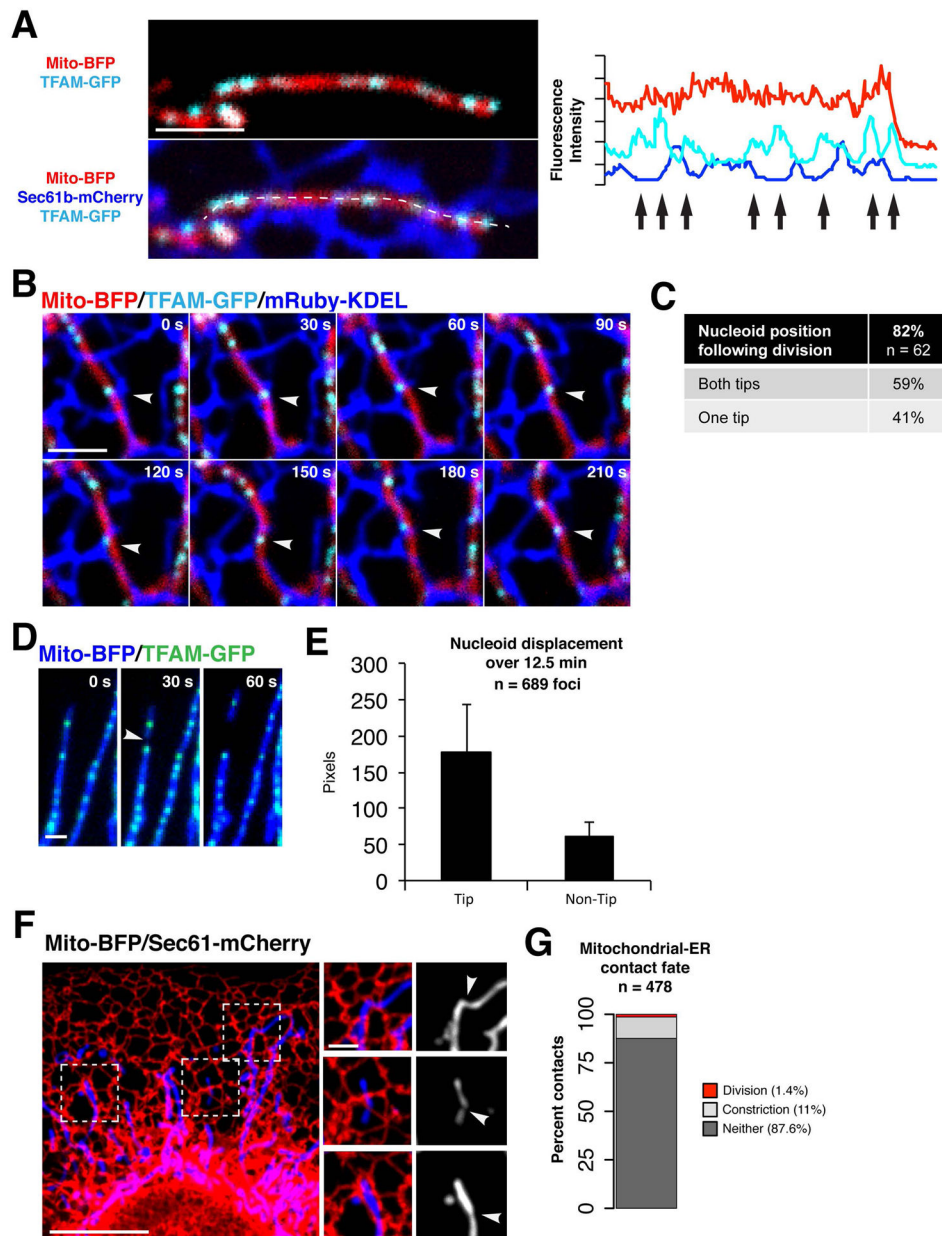 A
Mito-BFP
TFAM-GFP
Mito-BFP
Sec61b-mCherry
TFAM-GFP
Fluorescence
Intensity
B
Mito-BFP/TFAM-GFP/mRuby-KDEL
0 s
30 s
60 s
90 s
120 s
150 s
180 s
210 s
C
Nucleoid position following division
82%
n = 62
Both tips
59%
One tip
41%
D
Mito-BFP/TFAM-GFP
0 s
30 s
60 s
E
Nucleoid displacement
over 12.5 min
n = 689 foci
300
250
200
150
100
50
0
Pixels
Tip
Non-Tip
F
Mito-BFP/Sec61-mCherry
G
Mitochondrial-ER
contact fate
n = 478
Percent contacts
100
75
50
25
0
Division (1.4%)
Constriction (11%)
Neither (87.6%)